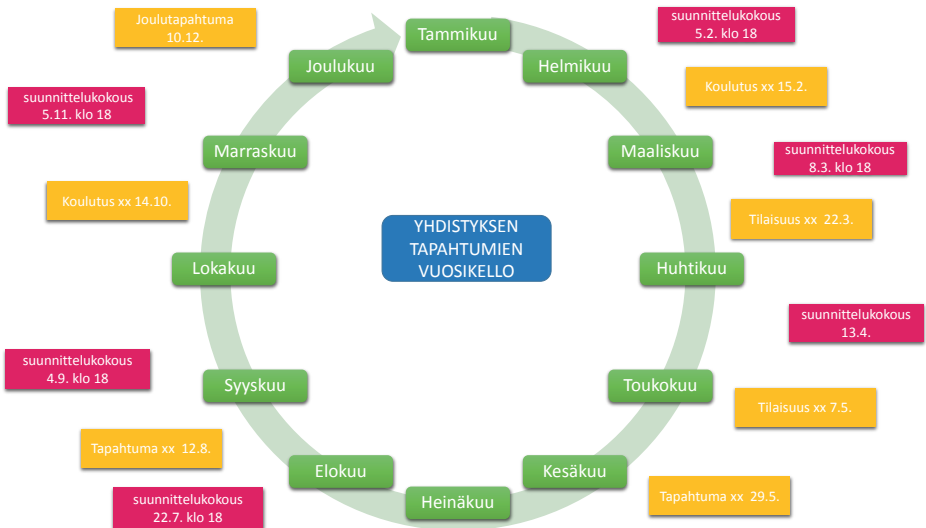 YHDISTYKSEN
TAPAHTUMIEN
VUOSIKELLO
Tammikuu
Helmikuu
Maaliskuu
Huhtikuu
Toukokuu
Kesäkuu
Heinäkuu
Elokuu
Syyskuu
Lokakuu
Marraskuu
Joulukuu
suunnittelukokous
5.2. klo 18
Koulutus xx 15.2.
suunnittelukokous
8.3. klo 18
Tilaisuus xx 22.3.
suunnittelukokous
13.4.
Tilaisuus xx 7.5.
Tapahtuma xx 29.5.
suunnittelukokous
22.7. klo 18
Tapahtuma xx 12.8.
suunnittelukokous
4.9. klo 18
Koulutus xx 14.10.
suunnittelukokous
5.11. klo 18
Joulutapahtuma
10.12.